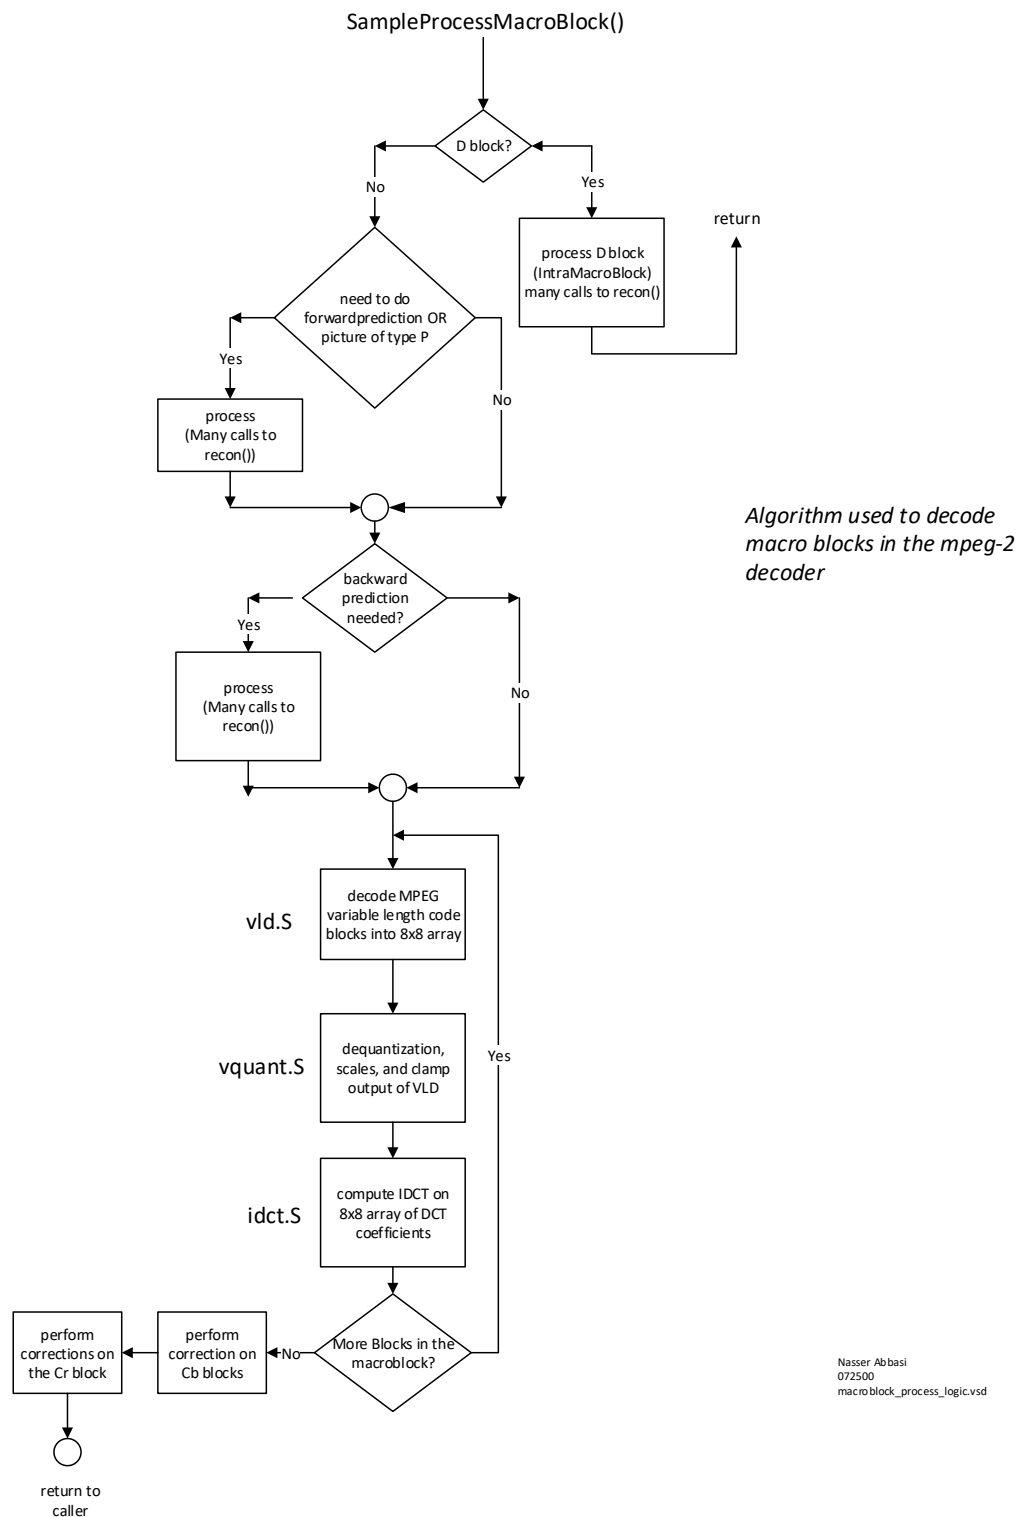 SampleProcessMacroBlock()
D block?
No
Yes
return
process D block
(IntraMacroBlock)
many calls to recon()
need to do
forwardprediction OR
picture of type P
Yes
No
process
(Many calls to
recon())
Algorithm used to decode
macro blocks in the mpeg-2
decoder
backward
prediction
needed?
Yes
No
process
(Many calls to
recon())
vld.S
decode MPEG
variable length code
blocks into 8x8 array
vquant.S
dequantization,
scales, and clamp
output of VLD
Yes
idct.S
compute IDCT on
8x8 array of DCT
coefficients
More Blocks in the
macroblock?
No
perform
correction on
Cb blocks
perform
corrections on
the Cr block
return to
caller
Nasser Abbasi
072500
macroblock_process_logic.vsd